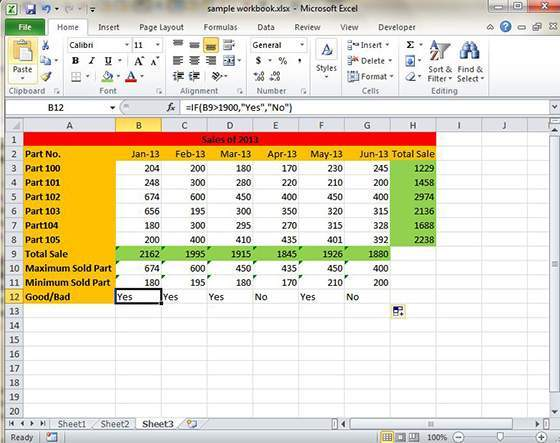 sample workbook.xlsx - Microsoft Excel
File Home Insert Page Layout Formulas Data Review View
Calibri 11 General Insert Σ
Paste B I U A A $ % , Styles Delete Sort & Filter Find & Select
.0 .00 .00 .0 Format
Clipboard Font Alignment Number Cells Editing
B12 fx =IF(B9>1900,"Yes","No")
A B C D E F G H I J
1 Sales of 2013
2 Part No. Jan-13 Feb-13 Mar-13 Apr-13 May-13 Jun-13 Total Sale
3 Part 100 204 200 180 170 230 245 1229
4 Part 101 248 300 280 220 210 200 1458
5 Part 102 674 600 450 400 450 400 2974
6 Part 103 656 195 300 350 320 315 2136
7 Part104 180 300 295 270 315 328 1688
8 Part 105 200 400 410 435 401 392 2238
9 Total Sale 2162 1995 1915 1845 1926 1880
10 Maximum Sold Part 674 600 450 435 450 400
11 Minimum Sold Part 180 195 180 170 210 200
12 Good/Bad Yes Yes Yes No Yes No
13
14
15
16
17
18
19
20
Sheet1 Sheet2 Sheet3
Ready 100%